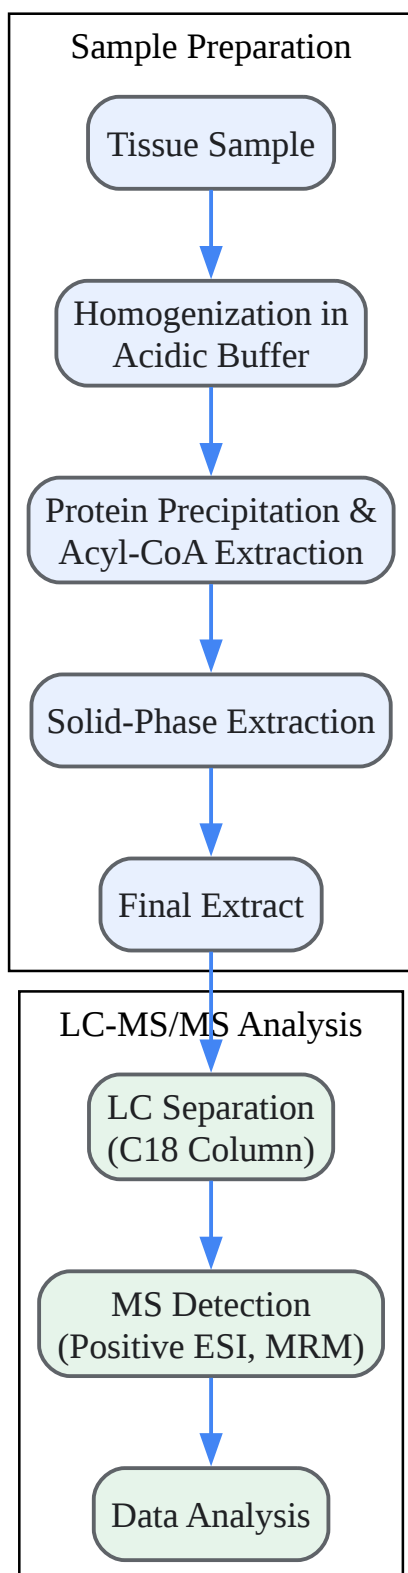 Sample Preparation
Tissue Sample
Homogenization in
Acidic Buffer
Protein Precipitation &
Acyl-CoA Extraction
Solid-Phase Extraction
Final Extract
LC-MS/MS Analysis
LC Separation
(C18 Column)
MS Detection
(Positive ESI, MRM)
Data Analysis